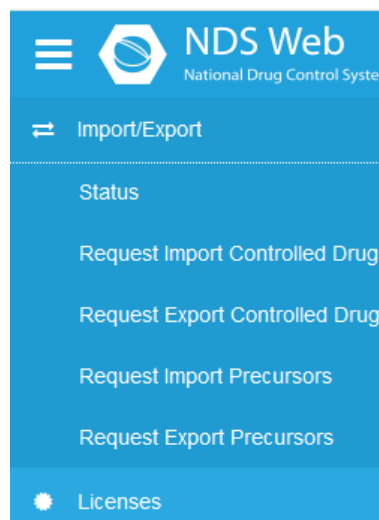 NDS Web
National Drug Control Syste
Import/Export
Status
Request Import Controlled Drug
Request Export Controlled Drug
Request Import Precursors
Request Export Precursors
Licenses